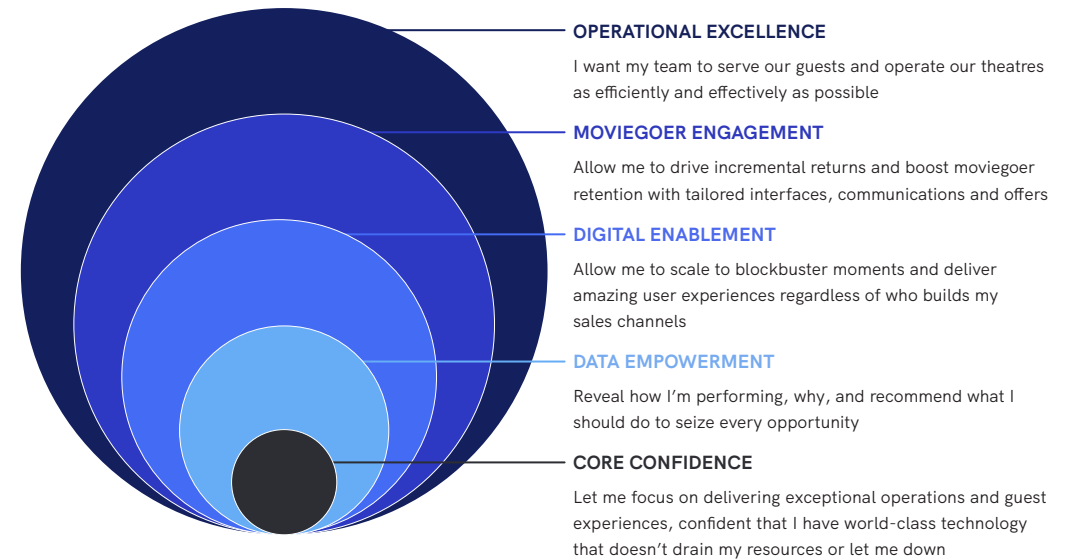 OPERATIONAL EXCELLENCE
I want my team to serve our guests and operate our theatres
as efficiently and effectively as possible
MOVIEGOER ENGAGEMENT
Allow me to drive incremental returns and boost moviegoer
retention with tailored interfaces, communications and offers
DIGITAL ENABLEMENT
Allow me to scale to blockbuster moments and deliver
amazing user experiences regardless of who builds my
sales channels
DATA EMPOWERMENT
Reveal how I’m performing, why, and recommend what I
should do to seize every opportunity
CORE CONFIDENCE
Let me focus on delivering exceptional operations and guest
experiences, confident that I have world-class technology
that doesn’t drain my resources or let me down